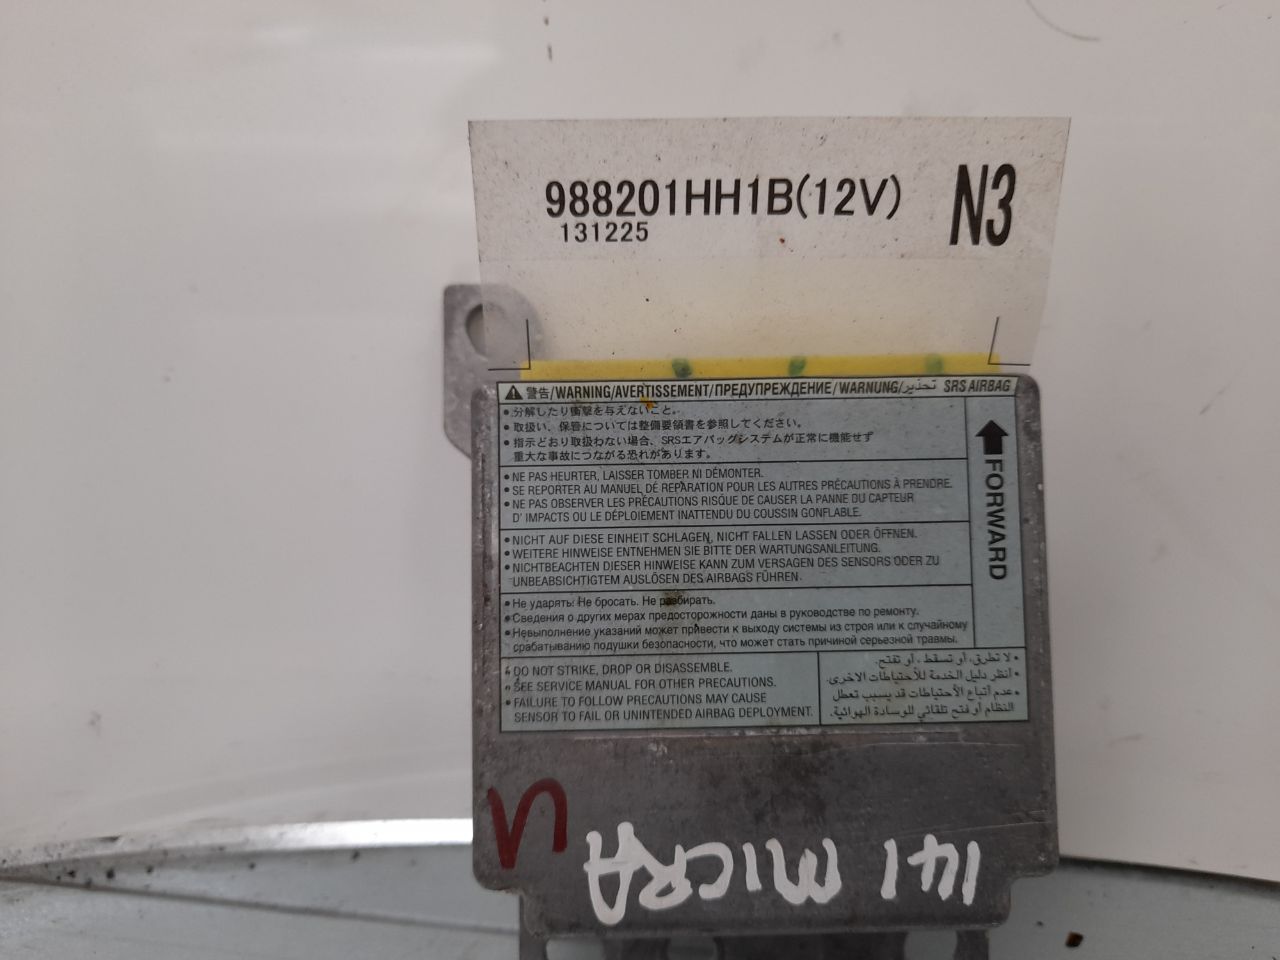 988201HH1B(12V) N3
131225
警告/WARNING/AVERTISSEMENT/ПРЕДУПРЕЖДЕНИЕ/WARNUNG/تحذير SRS AIRBAG
•分解したり衝撃を与えないこと。
•取扱い、保管については整備要領書を参照してください。
•指示どおり取扱わない場合、SRSエアバッグシステムが正常に機能せず
重大な事故につながる恐れがあります。
FORWARD
•NE PAS HEURTER, LAISSER TOMBER NI DÉMONTER.
•SE REPORTER AU MANUEL DE REPARATION POUR LES AUTRES PRÉCAUTIONS À PRENDRE.
•NE PAS OBSERVER LES PRÉCAUTIONS RISQUE DE CAUSER LA PANNE DU CAPTEUR
D' IMPACTS OU LE DÉPLOIEMENT INATTENDU DU COUSSIN GONFLABLE.
•NICHT AUF DIESE EINHEIT SCHLAGEN, NICHT FALLEN LASSEN ODER ÖFFNEN.
•WEITERE HINWEISE ENTNEHMEN SIE BITTE DER WARTUNGSANLEITUNG.
•NICHTBEACHTEN DIESER HINWEISE KANN ZUM VERSAGEN DES SENSORS ODER ZU
UNBEABSICHTIGTEM AUSLÖSEN DES AIRBAGS FÜHREN.
•Не ударять. Не бросать. Не разбирать.
•Сведения о других мерах предосторожности даны в руководстве по ремонту.
•Невыполнение указаний может привести к выходу системы из строя или к случайному
срабатыванию подушки безопасности, что может стать причиной серьезной травмы.
•DO NOT STRIKE, DROP OR DISASSEMBLE.
•SEE SERVICE MANUAL FOR OTHER PRECAUTIONS.
•FAILURE TO FOLLOW PRECAUTIONS MAY CAUSE
SENSOR TO FAIL OR UNINTENDED AIRBAG DEPLOYMENT.
•لا تطرق، أو تسقط، أو تفتح.
•أنظر دليل الخدمة للأحتياطات الاخرى.
•عدم أتباع الأحتياطات قد يسبب تعطل
النظام أو فتح تلقائي للوسادة الهوائية.
141 MICRA